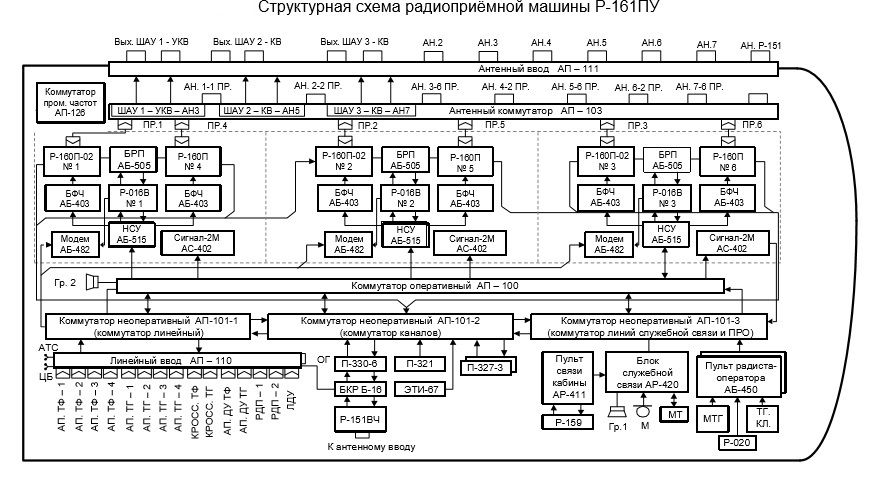 Структурная схема радиоприёмной машины Р-161ПУ
Вых. ШАУ 1 - УКВ
Вых. ШАУ 2 - КВ
Вых. ШАУ 3 - КВ
АН.2
АН.3
АН.4
АН.5
АН.6
АН.7
АН. Р-151
Антенный ввод АП – 111
Коммутатор
пром. частот
АП-126
АН. 1-1 ПР.
АН. 2-2 ПР.
АН. 3-6 ПР.
АН. 4-2 ПР.
АН. 5-6 ПР.
АН. 6-2 ПР.
АН. 7-6 ПР.
ШАУ 1 – УКВ – АН3
ШАУ 2 – КВ – АН5
ШАУ 3 – КВ – АН7
Антенный коммутатор АП – 103
ПР.1
ПР.4
ПР.2
ПР.5
ПР.3
ПР.6
Р-160П-02
№ 1
БРП
АБ-505
Р-160П
№ 4
Р-160П-02
№ 2
БРП
АБ-505
Р-160П
№ 5
Р-160П-02
№ 3
БРП
АБ-505
Р-160П
№ 6
БФЧ
АБ-403
Р-016В
№ 1
БФЧ
АБ-403
БФЧ
АБ-403
Р-016В
№ 2
БФЧ
АБ-403
БФЧ
АБ-403
Р-016В
№ 3
БФЧ
АБ-403
Модем
АБ-482
НСУ
АБ-515
Сигнал-2М
АС-402
Модем
АБ-482
НСУ
АБ-515
Сигнал-2М
АС-402
Модем
АБ-482
НСУ
АБ-515
Сигнал-2М
АС-402
Гр. 2
Коммутатор оперативный АП – 100
Коммутатор неоперативный АП-101-1
(коммутатор линейный)
Коммутатор неоперативный АП-101-2
(коммутатор каналов)
Коммутатор неоперативный АП-101-3
(коммутатор линий служебной связи и ПРО)
АТС
ЦБ
Линейный ввод АП – 110
ОГ
АП. ТФ – 1
АП. ТФ – 2
АП. ТФ – 3
АП. ТФ – 4
АП. ТГ – 1
АП. ТГ – 2
АП. ТГ – 3
АП. ТГ – 4
КРОСС. ТФ
КРОСС. ТГ
АП. ДУ ТФ
АП. ДУ ТГ
РДП – 1
РДП – 2
ЛДУ
П-330-6
П-321
П-327-3
БКР Б-16
ЭТИ-67
Р-151ВЧ
К антенному вводу
Пульт
связи
кабины
АР-411
Р-159
Блок
служебной
связи АР-420
Гр.1
М
МТ
Пульт радиста-
оператора
АБ-450
МТГ
Р-020
ТГ.
КЛ.